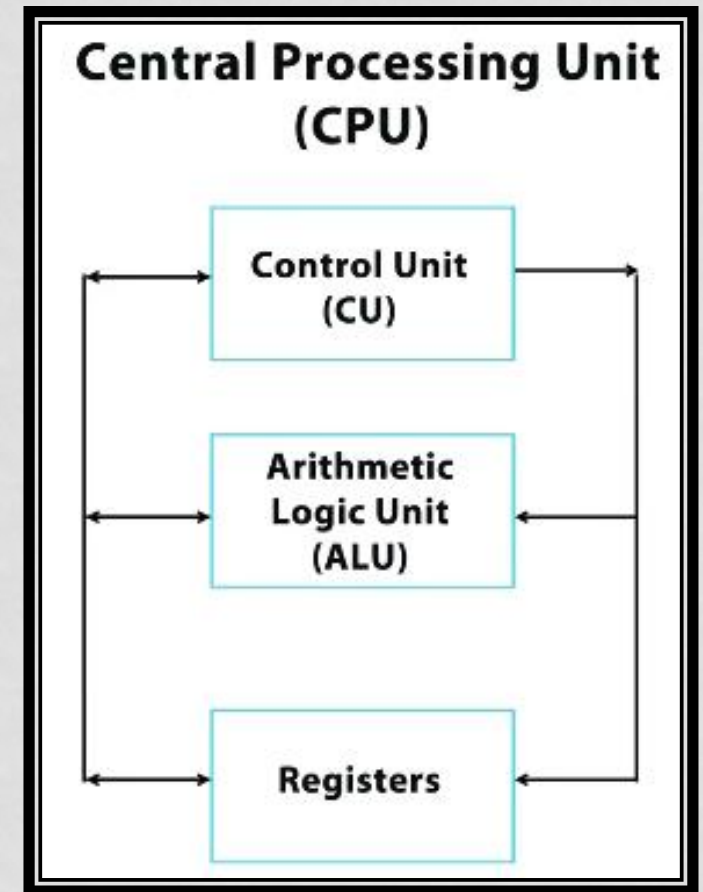 Central Processing Unit
(CPU)
Control Unit
(CU)
Arithmetic
Logic Unit
(ALU)
Registers